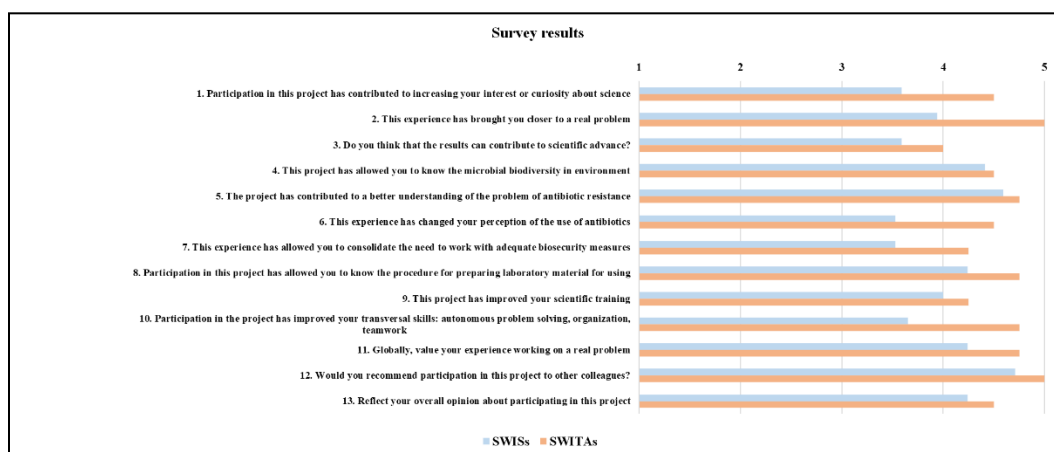 Survey results
1 2 3 4 5
1. Participation in this project has contributed to increasing your interest or curiosity about science
2. This experience has brought you closer to a real problem
3. Do you think that the results can contribute to scientific advance?
4. This project has allowed you to know the microbial biodiversity in environment
5. The project has contributed to a better understanding of the problem of antibiotic resistance
6. This experience has changed your perception of the use of antibiotics
7. This experience has allowed you to consolidate the need to work with adequate biosecurity measures
8. Participation in this project has allowed you to know the procedure for preparing laboratory material for using
9. This project has improved your scientific training
10. Participation in the project has improved your transversal skills: autonomous problem solving, organization,
teamwork
11. Globally, value your experience working on a real problem
12. Would you recommend participation in this project to other colleagues?
13. Reflect your overall opinion about participating in this project
SWISs SWITAs